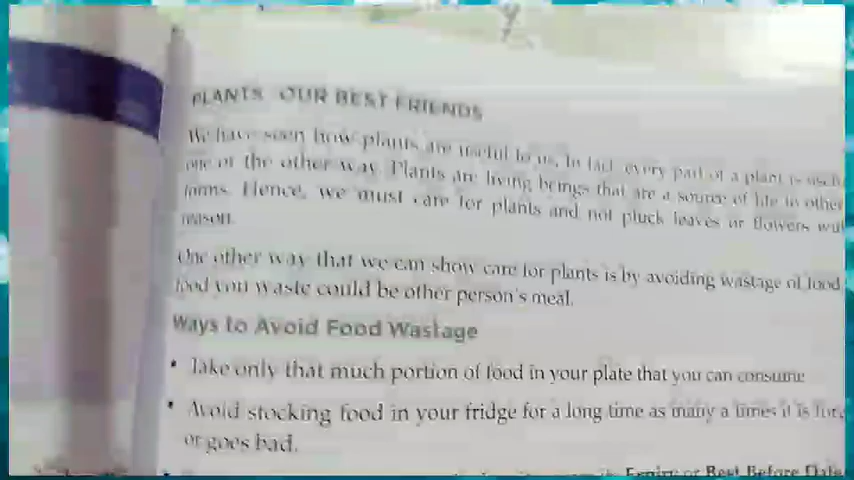 PLANTS OUR BEST FRIENDS
We have seen how plants are useful to us. In fact every part of a plant is
one or the other way. Plants are living beings that are a source of life to other
forms. Hence, we must care for plants and not pluck leaves or flowers
reason.
One other way that we can show care for plants is by avoiding wastage of food
food you waste could be other person's meal.
Ways to Avoid Food Wastage
• Take only that much portion of food in your plate that you can consume
• Avoid stocking food in your fridge for a long time as many a times it is
or goes bad.
Expiry or Best Before Date